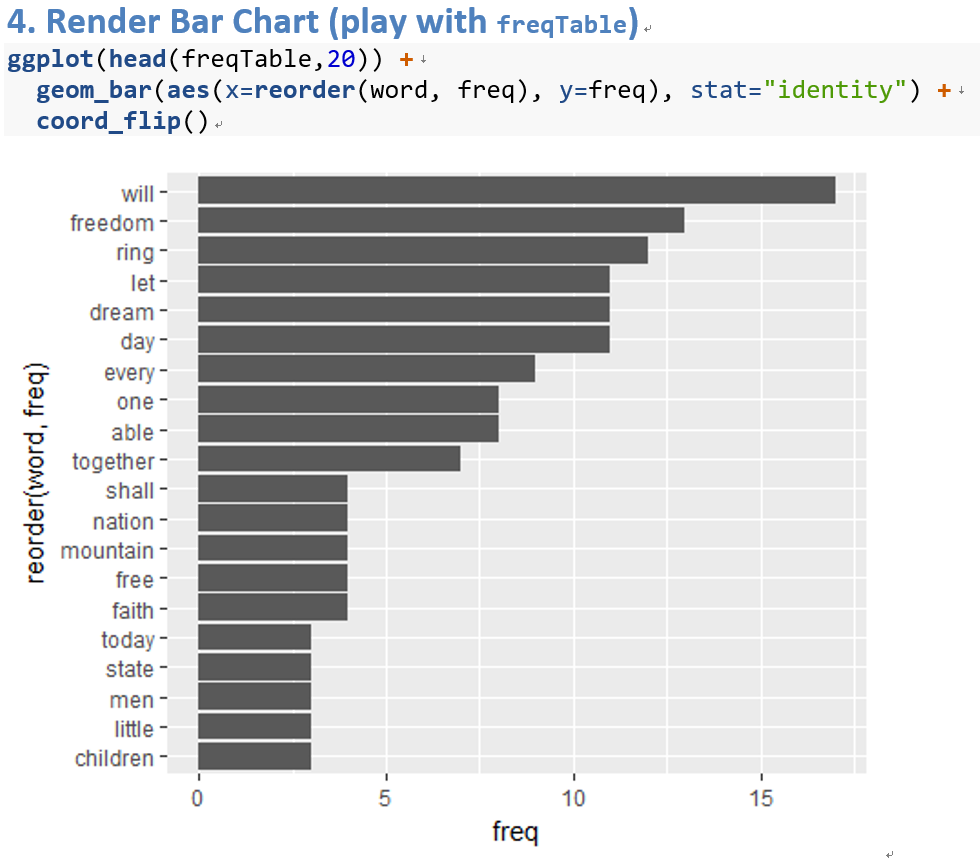 4. Render Bar Chart (play with freqTable)
ggplot(head(freqTable,20)) +
  geom_bar(aes(x=reorder(word, freq), y=freq), stat="identity") +
  coord_flip()
will
freedom
ring
let
dream
day
every
one
able
together
shall
nation
mountain
free
faith
today
state
men
little
children
reorder(word, freq)
0 5 10 15
freq